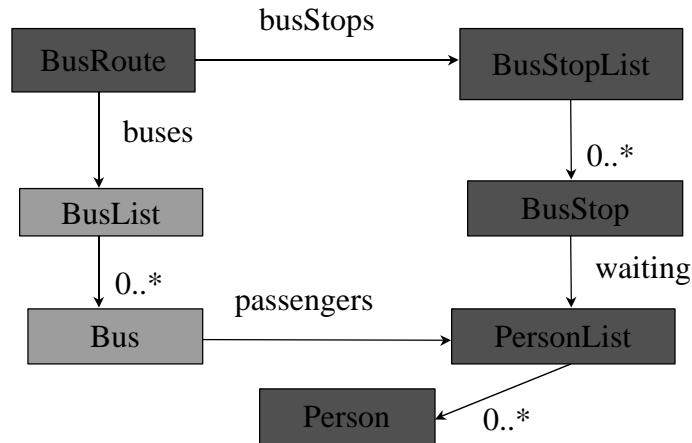 busStops
BusRoute
BusStopList
buses
0..*
BusList
BusStop
0..*
waiting
passengers
Bus
PersonList
Person
0..*